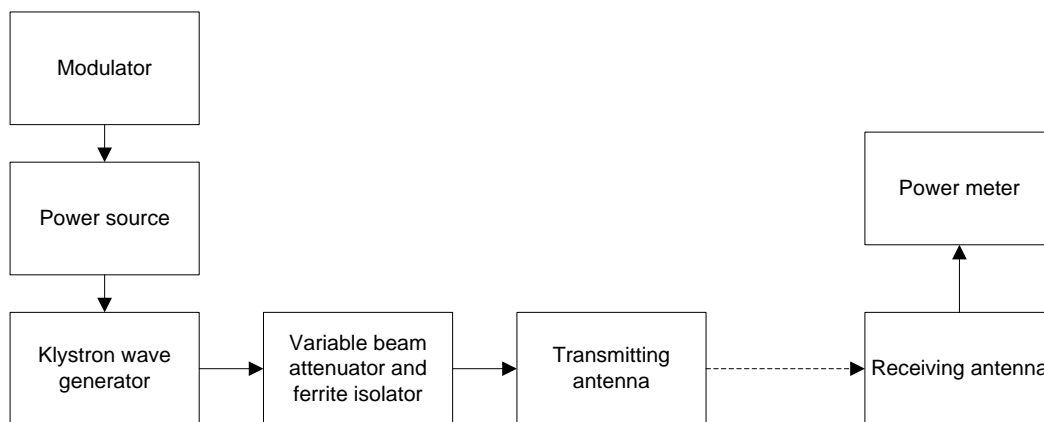 Modulator
Power source
Power meter
Klystron wave
generator
Variable beam
attenuator and
ferrite isolator
Transmitting
antenna
Receiving antenna